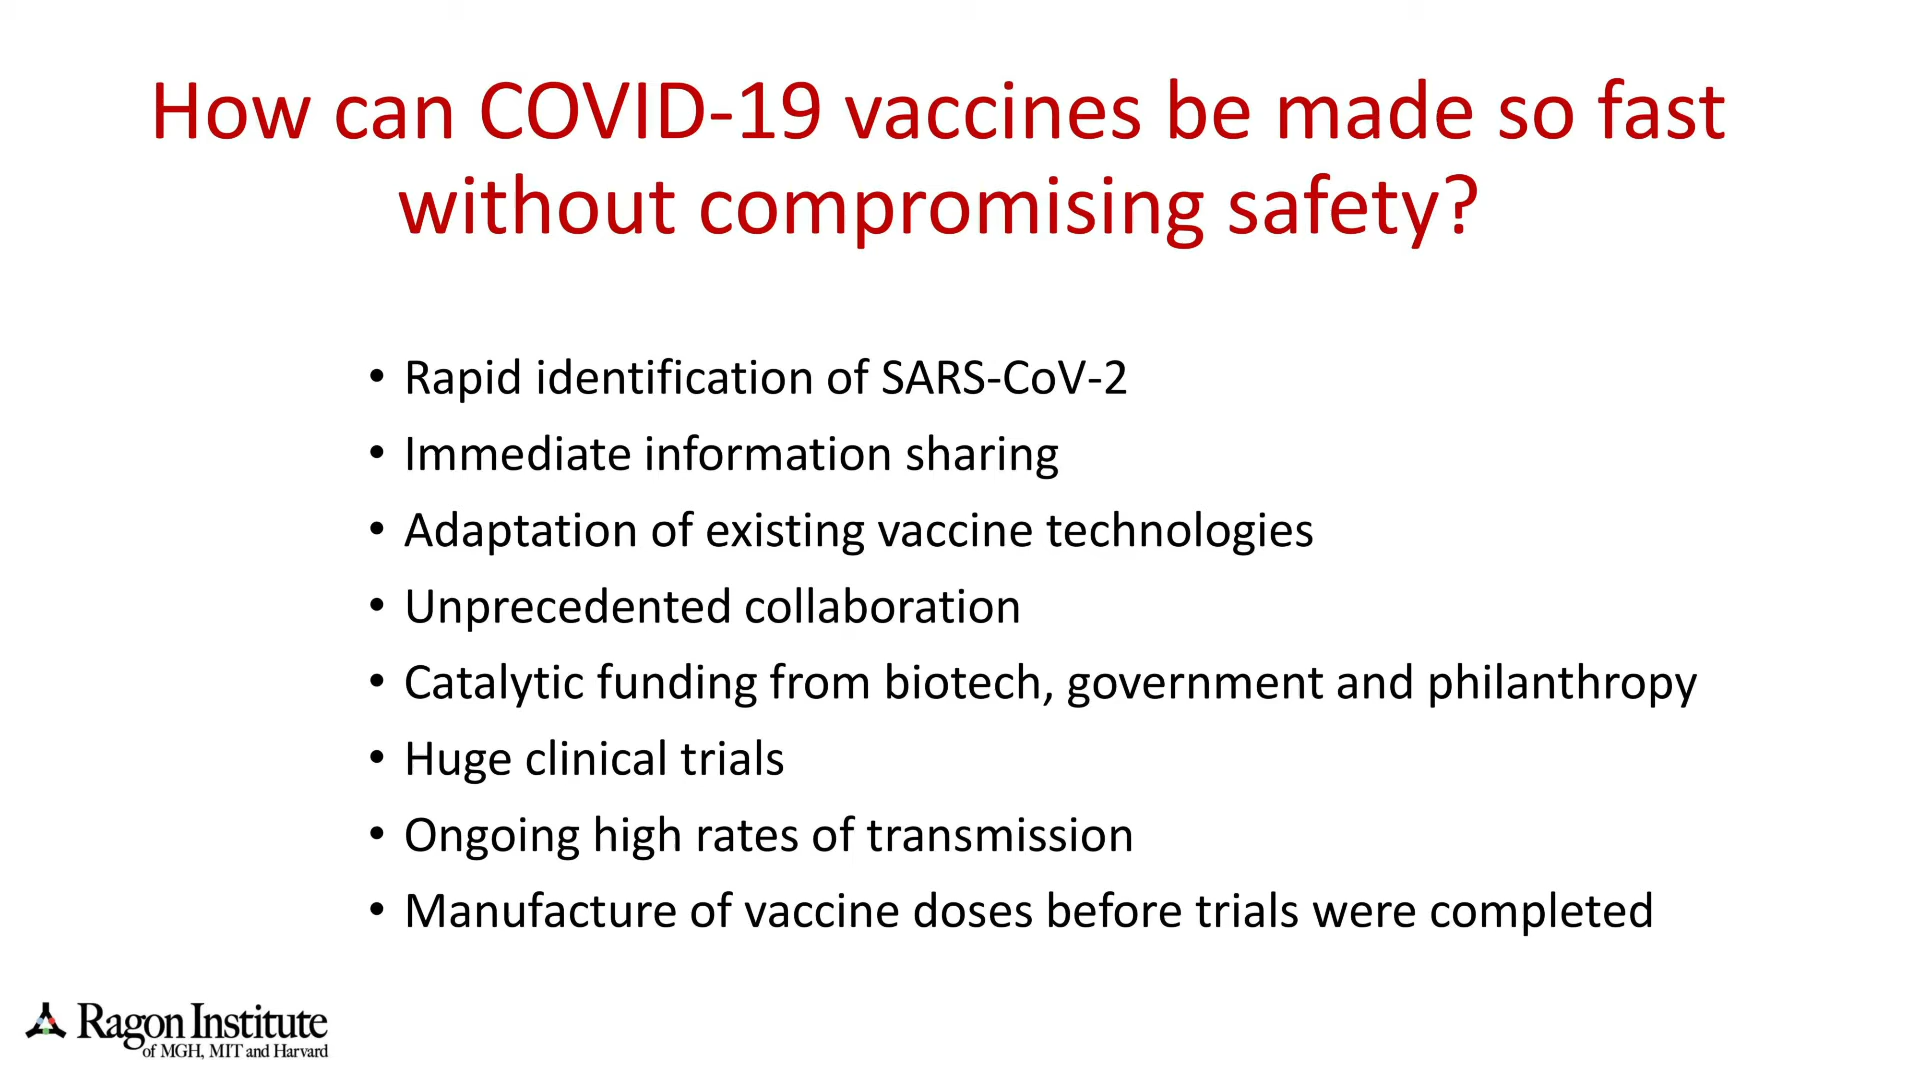 How can COVID-19 vaccines be made so fast
without compromising safety?
• Rapid identification of SARS-CoV-2
• Immediate information sharing
• Adaptation of existing vaccine technologies
• Unprecedented collaboration
• Catalytic funding from biotech, government and philanthropy
• Huge clinical trials
• Ongoing high rates of transmission
• Manufacture of vaccine doses before trials were completed
Ragon Institute
of MGH, MIT and Harvard